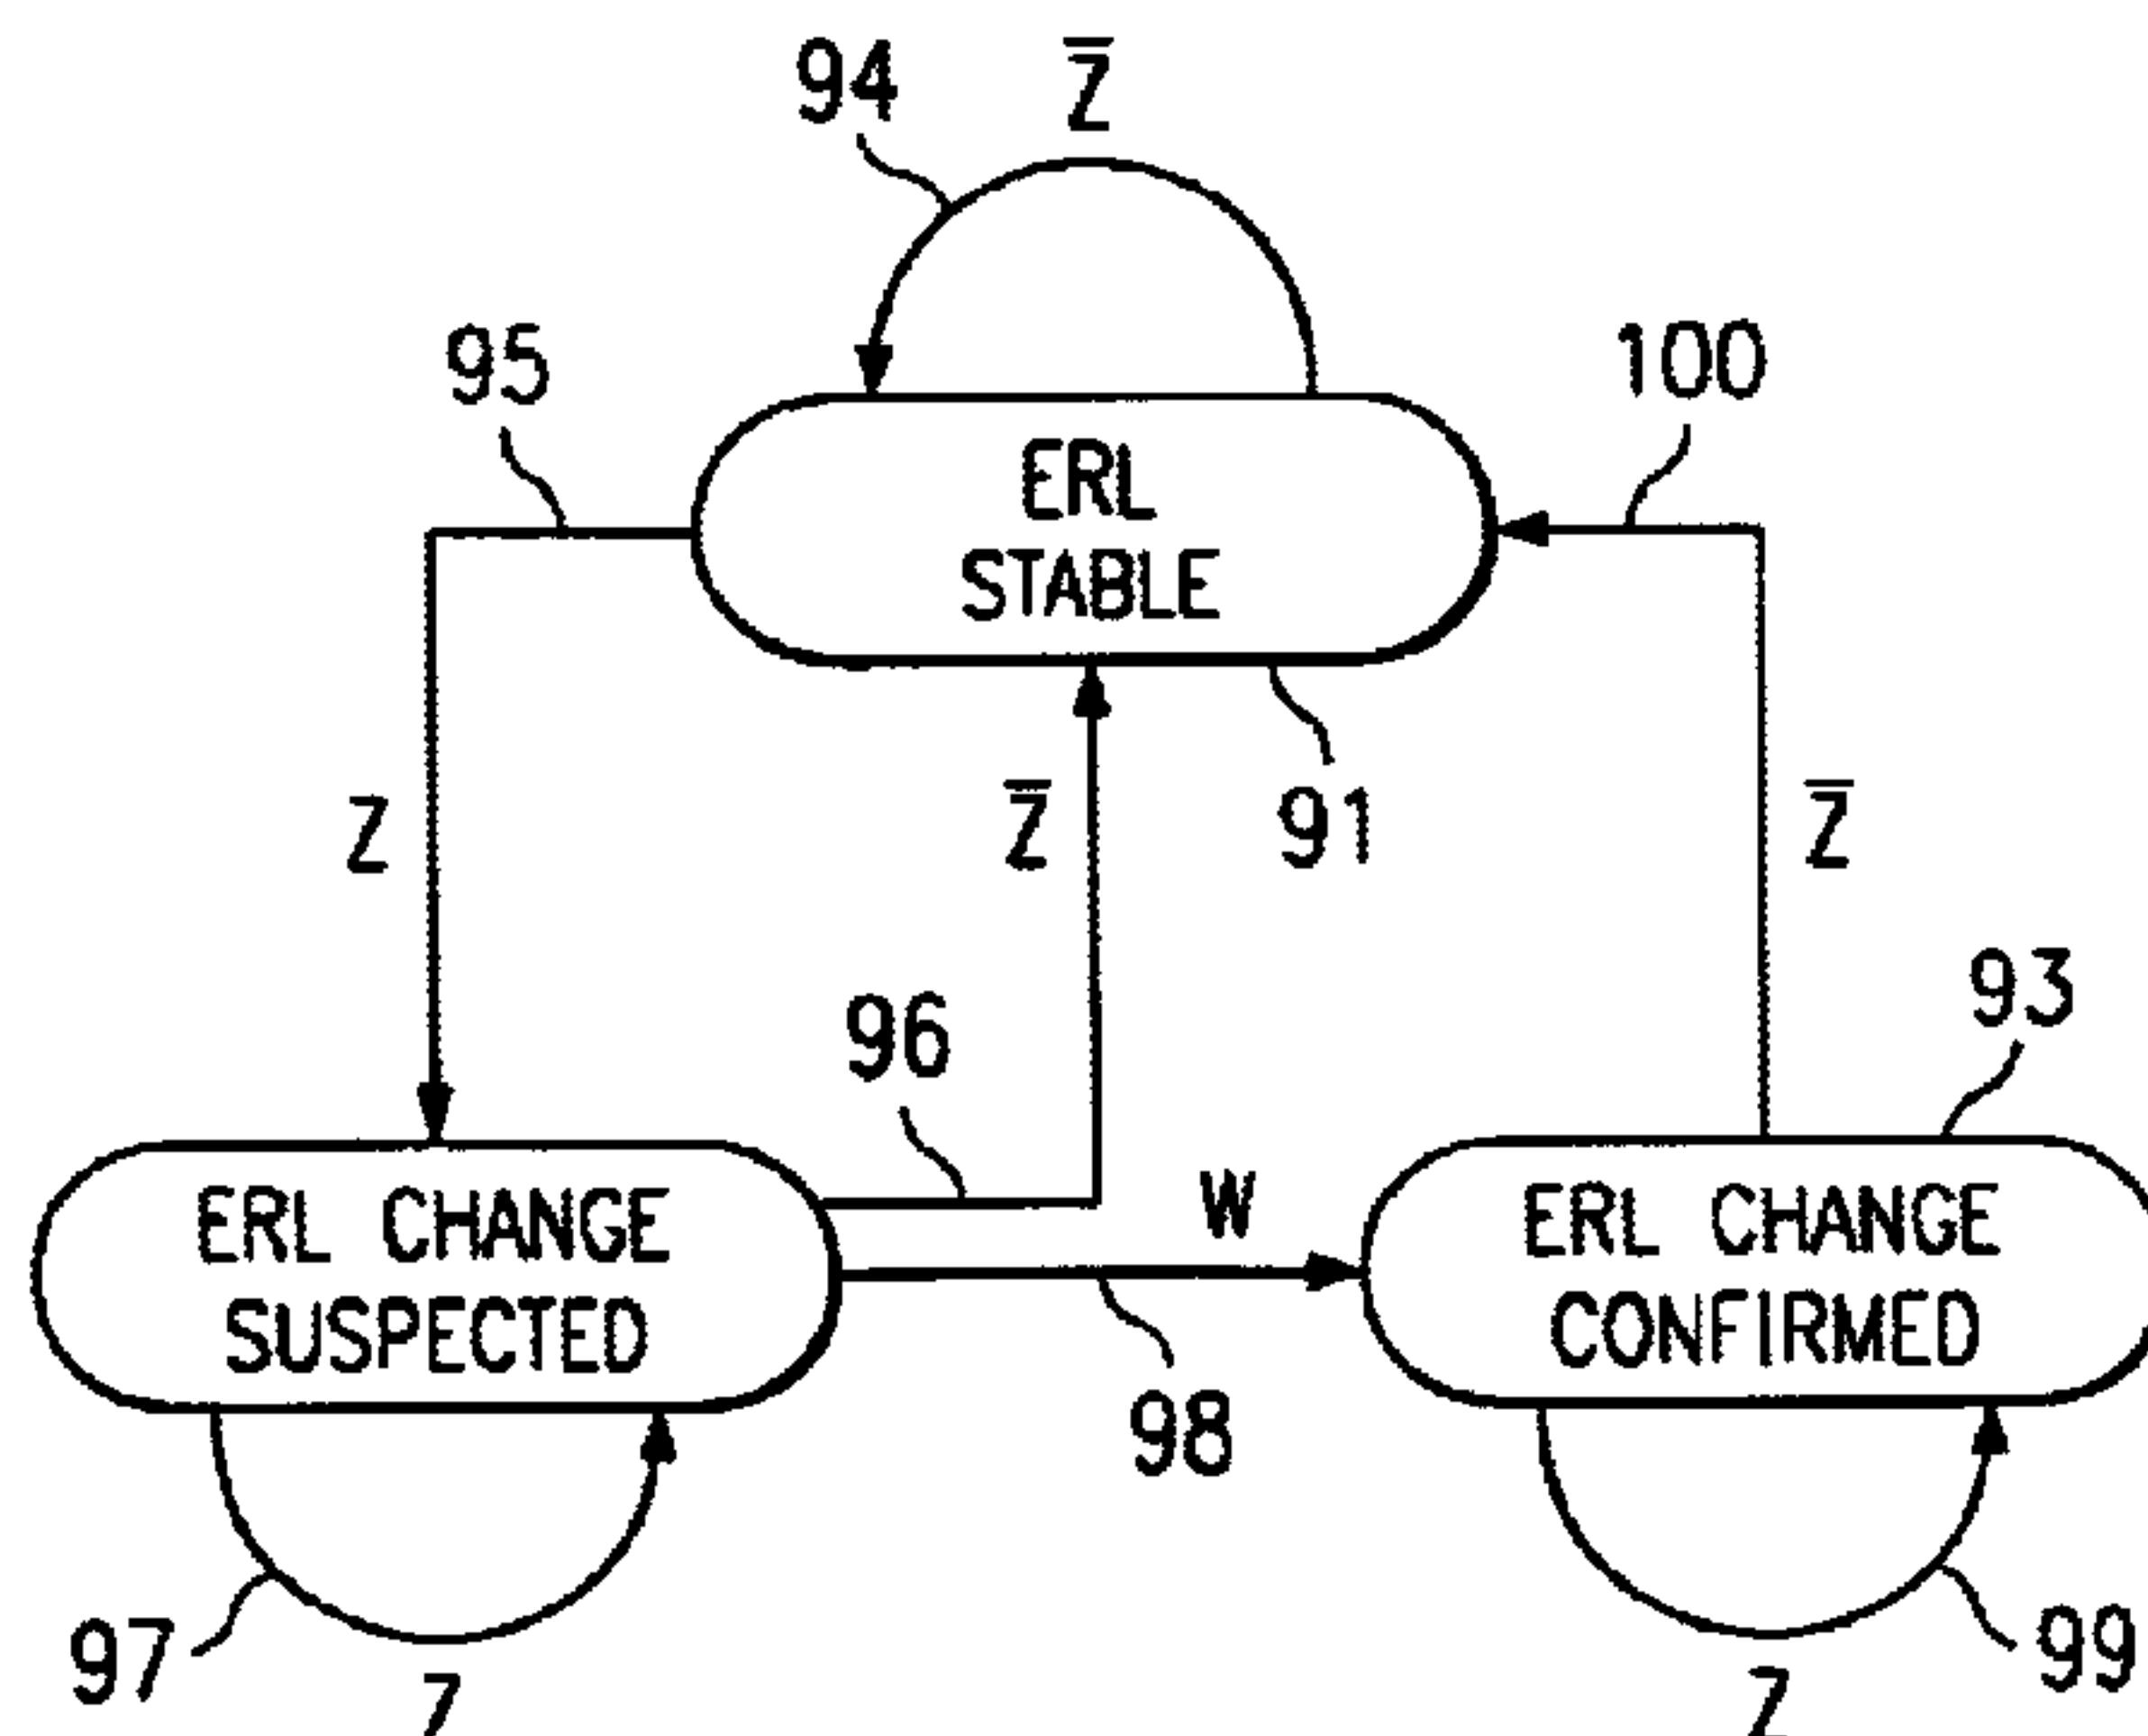 94
Z̅
95
100
ERL
STABLE
Z
Z̅
91
Z̅
93
96
W
ERL CHANGE
SUSPECTED
ERL CHANGE
CONFIRMED
98
97
Z
99
Z